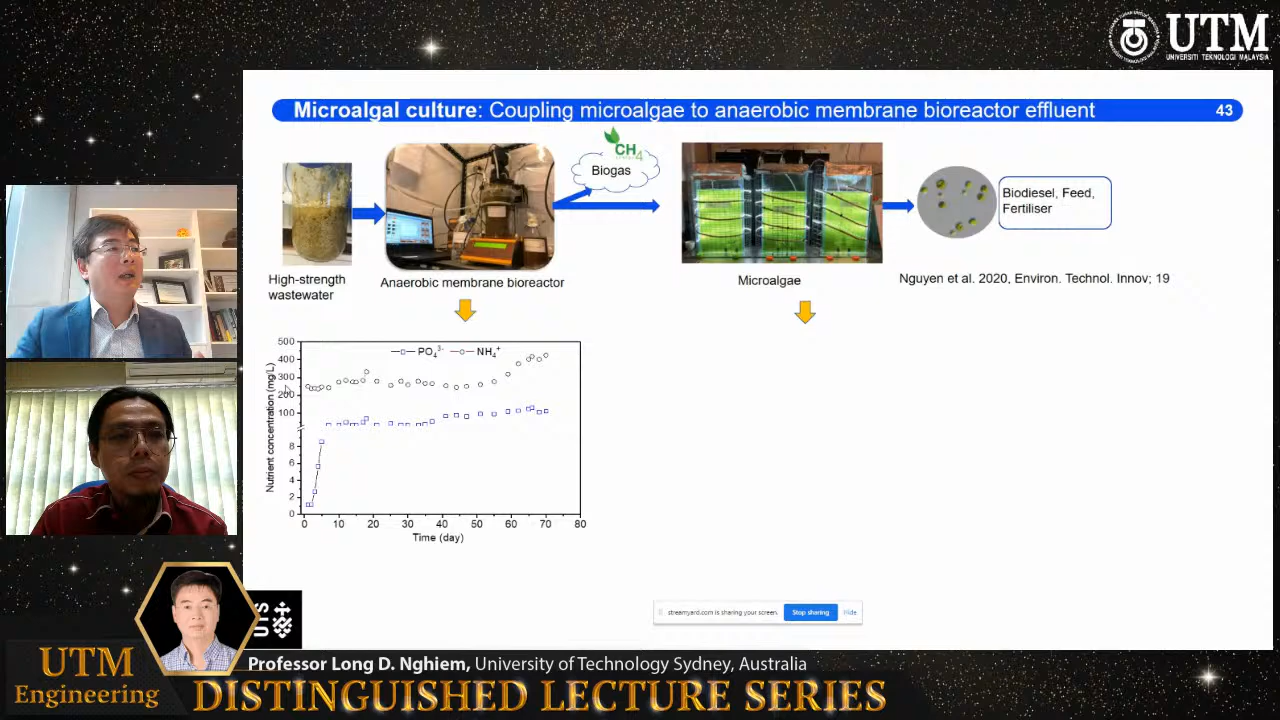 UTM
UNIVERSITI TEKNOLOGI MALAYSIA
Microalgal culture: Coupling microalgae to anaerobic membrane bioreactor effluent
43
CH4
Biogas
Biodiesel, Feed,
Fertiliser
High-strength
wastewater
Anaerobic membrane bioreactor
Microalgae
Nguyen et al. 2020, Environ. Technol. Innov; 19
PO₄³⁻
NH₄⁺
Nutrient concentration (mg/L)
500
400
300
200
100
8
6
4
2
0
0 10 20 30 40 50 60 70 80
Time (day)
streamyard.com is sharing your screen.
Stop sharing
Hide
UTS
Professor Long D. Nghiem, University of Technology Sydney, Australia
UTM
Engineering
DISTINGUISHED LECTURE SERIES